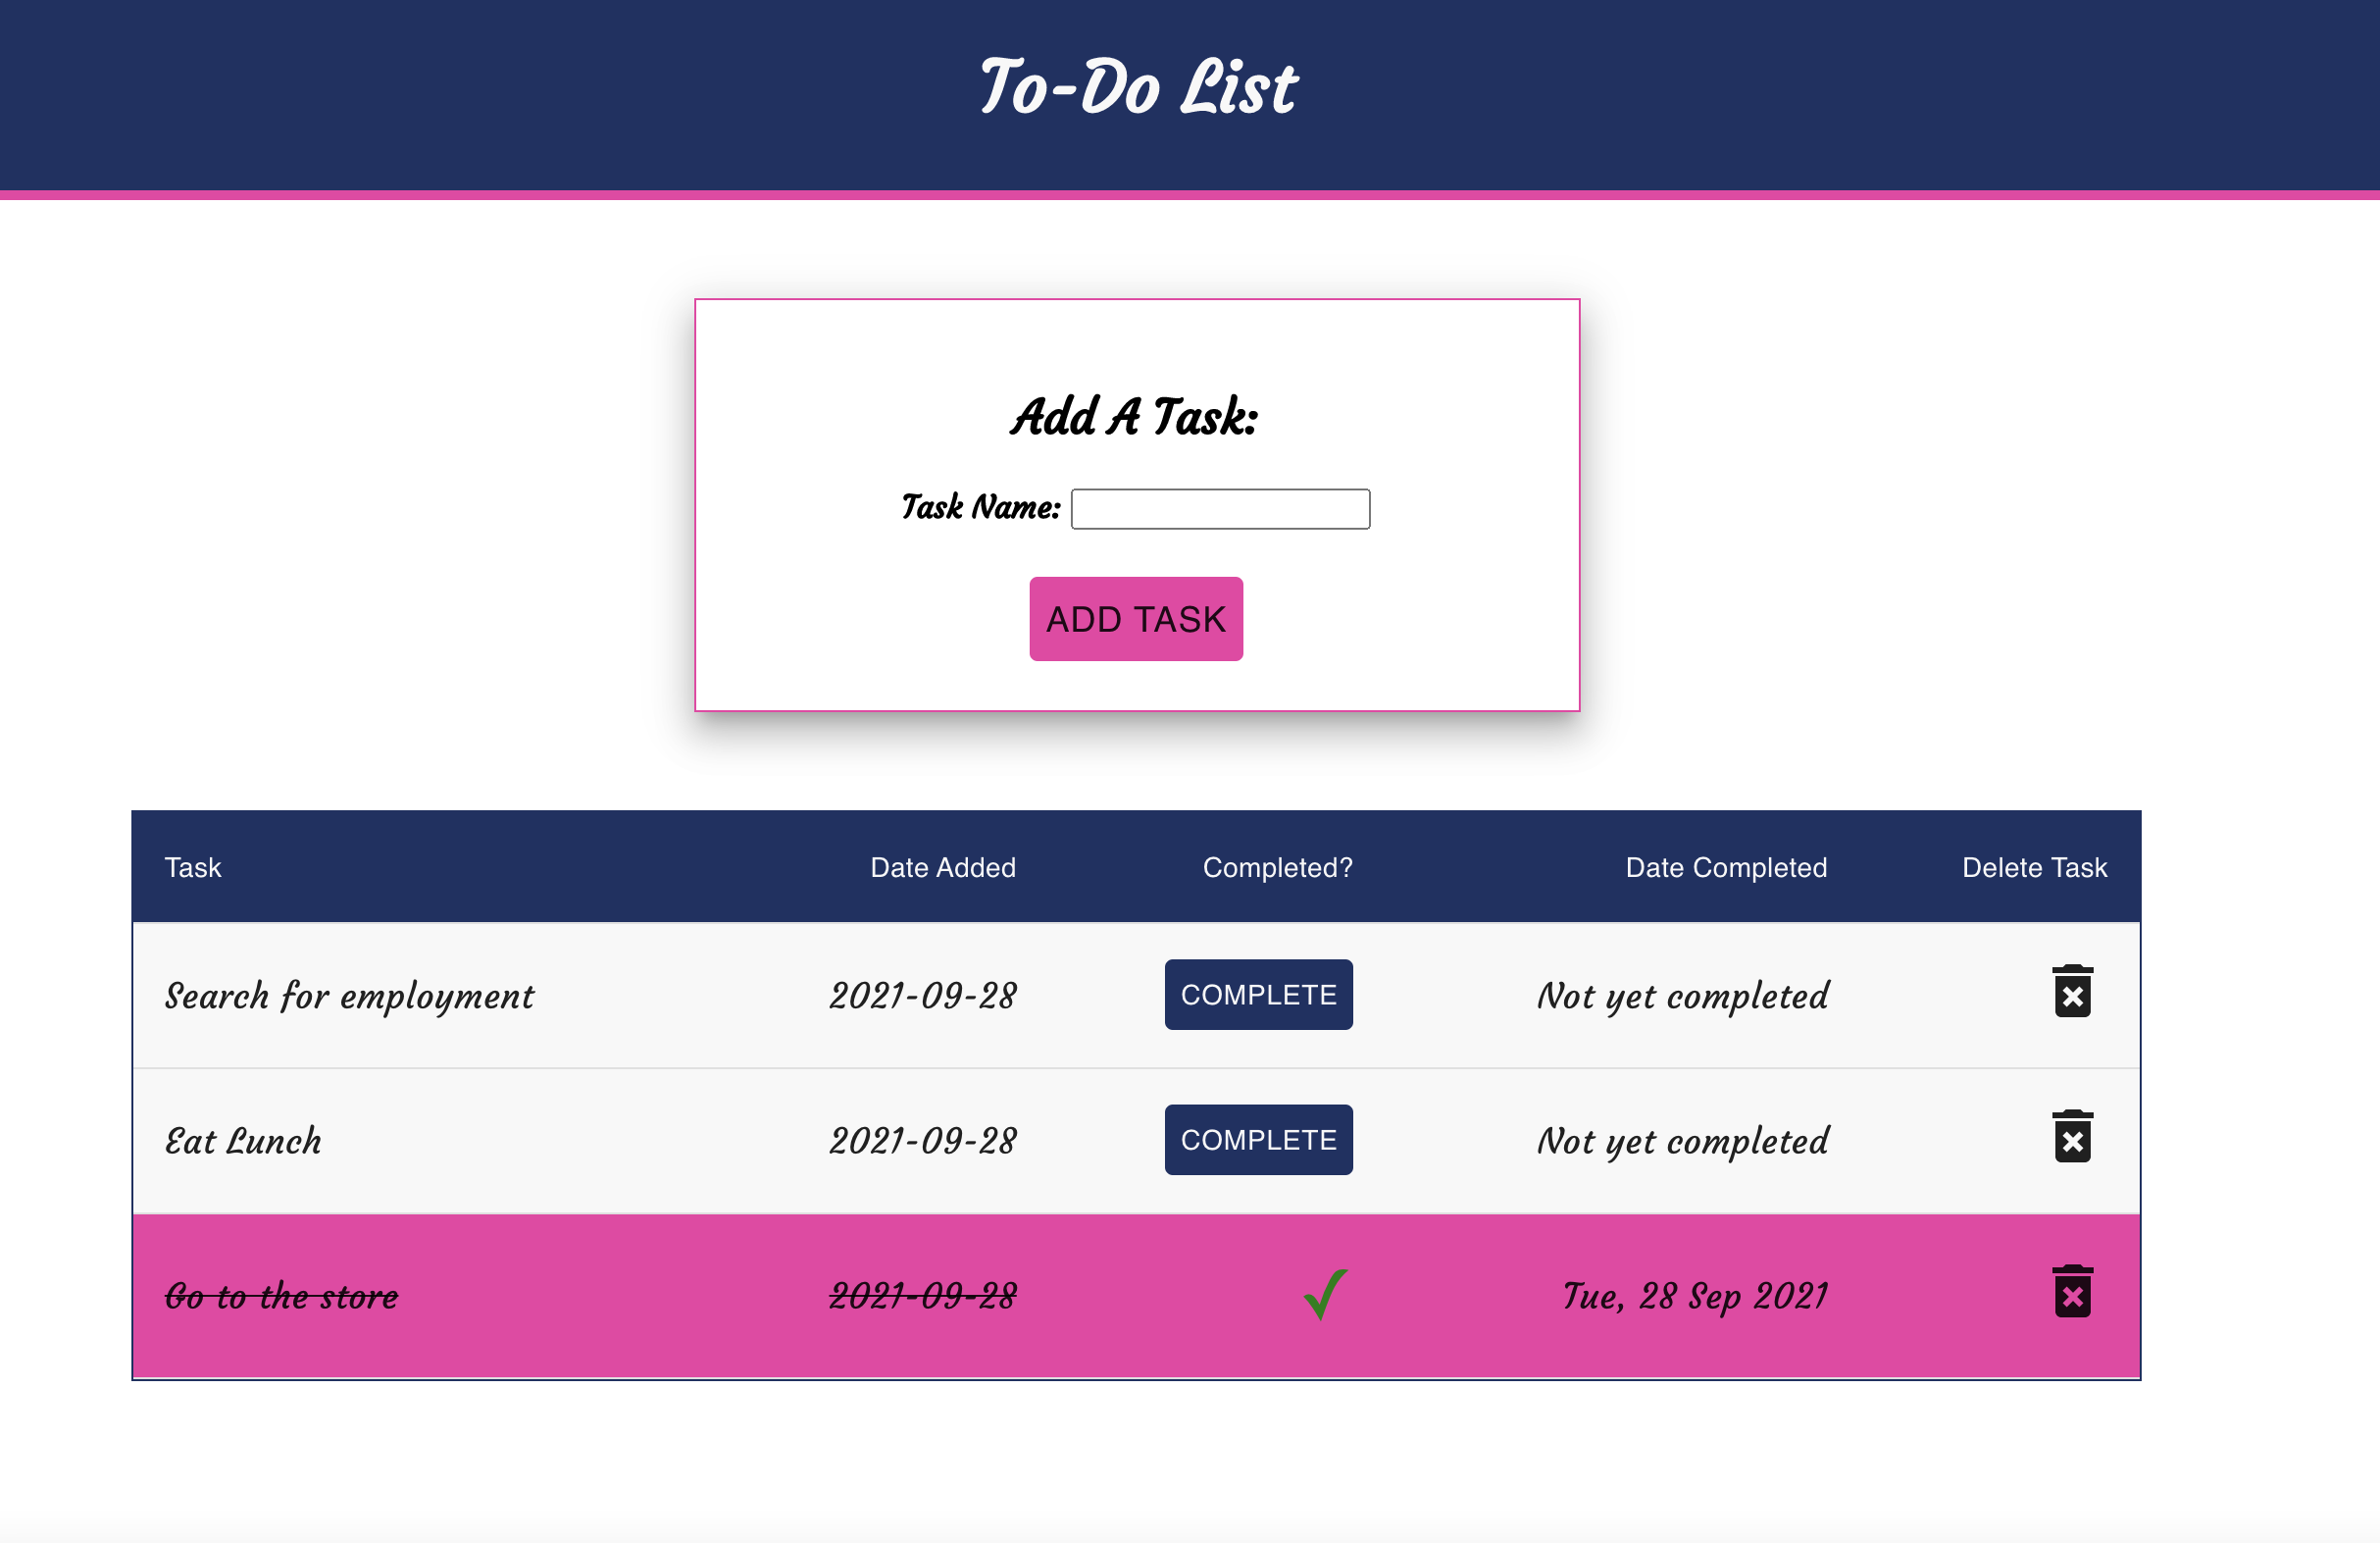 To-Do List
Add A Task:
Task Name:
ADD TASK
Task Date Added Completed? Date Completed Delete Task
Search for employment 2021-09-28 COMPLETE Not yet completed
Eat Lunch 2021-09-28 COMPLETE Not yet completed
Go to the store 2021-09-28 Tue, 28 Sep 2021